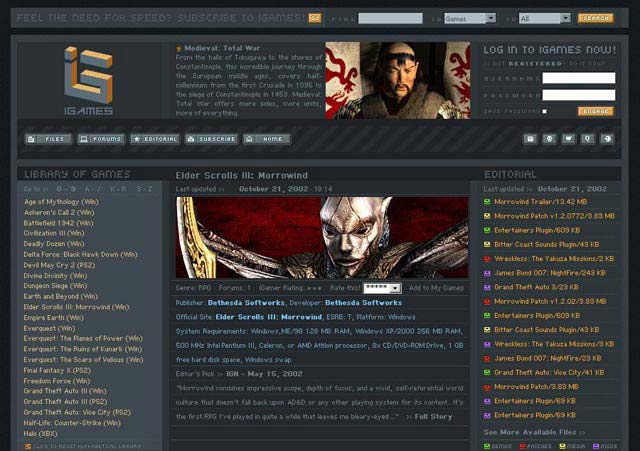 FEEL THE NEED FOR SPEED? SUBSCRIBE TO IGAMES! GO FIND IN Games IN All SEARCH
IGAMES
Medieval: Total War
From the halls of Tokugawa to the shores of
Constantinople, this incredible journey through
the European middle ages, covers half-
millennium from the first Crusade in 1095 to
the siege of Constantinople in 1453. Medieval:
Total War offers more sides, more units,
more of everything.
LOG IN TO IGAMES NOW!
NOT REGISTERED? DO IT NOW
USERNAME
PASSWORD
SAVE PASSWORD
ENGAGE
FILES FORUMS EDITORIAL SUBSCRIBE HOME
LIBRARY OF GAMES
Go to >> 0 - 9 A - J K - R S - Z
Age of Mythology (Win)
Asheron's Call 2 (Win)
Battlefield 1942 (Win)
Civilization III (Win)
Deadly Dozen (Win)
Delta Force: Black Hawk Down (Win)
Devil May Cry 2 (PS2)
Divine Divinity (Win)
Dungeon Siege (Win)
Earth and Beyond (Win)
Elder Scrolls III: Morrowind (Win)
Empire Earth (Win)
Everquest (Win)
Everquest: The Planes of Power (Win)
Everquest: The Ruins of Kunark (Win)
Everquest: The Scars of Velious (Win)
Final Fantasy X (PS2)
Freedom Force (Win)
Grand Theft Auto III (Win)
Grand Theft Auto III (PS2)
Grand Theft Auto: Vice City (PS2)
Half-Life: Counter-Strike (Win)
Halo (XBX)
CLICK TO RESET ALPHABETICAL LIBRARY
Elder Scrolls III: Morrowind
Last updated >> October 21, 2002 - 18:14
Genre: RPG Forums: 1 iGamer Rating: *** Rate this! ***** Add to My Games
Publisher: Bethesda Softworks, Developer: Bethesda Softworks
Official Site: Elder Scrolls III: Morrowind, ESRB: T, Platform: Windows
System Requirements: Windows,ME/98 128 MB RAM, Windows XP/2000 256 MB RAM,
500 MHz Intel Pentium III, Celeron, or AMD Athlon processor, 8x CD/DVD-ROM Drive, 1 GB
free hard disk space, Windows swap
Editor's Pick >> IGN - May 15, 2002
"Morrowind combines impressive scope, depth of focus, and a vivid, self-referential world
culture that doesn't fall back upon AD&D or any other playing system for its content. It's
the first RPG I've played in quite a while that leaves me bleary-eyed..." >> Full Story
EDITORIAL
Last updated >> October 21, 2002
Morrowind Trailer/13.42 MB
Morrowind Patch v1.2.0772/3.83 MB
Entertainers Plugin/609 KB
Bitter Coast Sounds Plugin/43 KB
Wreckless: The Yakuza Missions/2 KB
James Bond 007: NightFire/243 KB
Grand Theft Auto 3/23 KB
Morrowind Patch v1.2.02/3.83 MB
Entertainers Plugin/609 KB
Bitter Coast Sounds Plugin/43 KB
Wreckless: The Yakuza Missions/2 KB
James Bond 007: NightFire/23 KB
Grand Theft Auto: Vice City/41 KB
Morrowind Patch/3.83 MB
Entertainers Plugin/609 KB
Entertainers Plugin/609 KB
See More Available Files >>
DEMOS PATCHES MEDIA INSOS